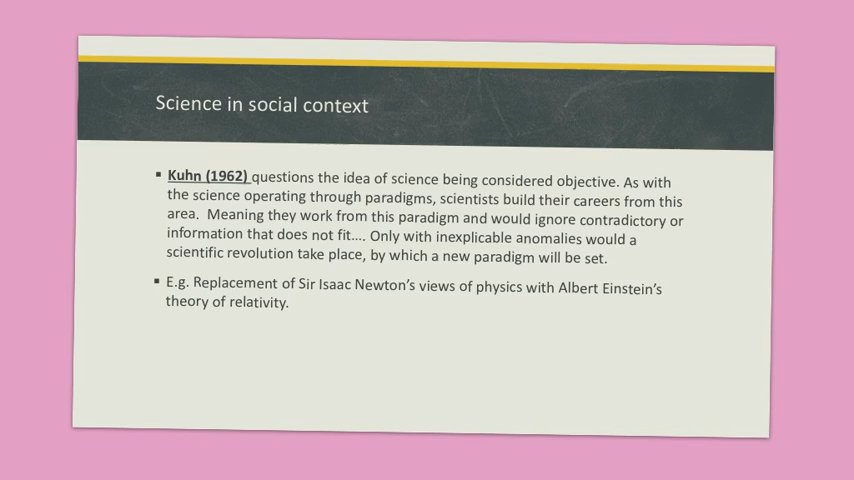 Science in social context
▪ Kuhn (1962) questions the idea of science being considered objective. As with
the science operating through paradigms, scientists build their careers from this
area.  Meaning they work from this paradigm and would ignore contradictory or
information that does not fit…. Only with inexplicable anomalies would a
scientific revolution take place, by which a new paradigm will be set.
▪ E.g. Replacement of Sir Isaac Newton’s views of physics with Albert Einstein’s
theory of relativity.